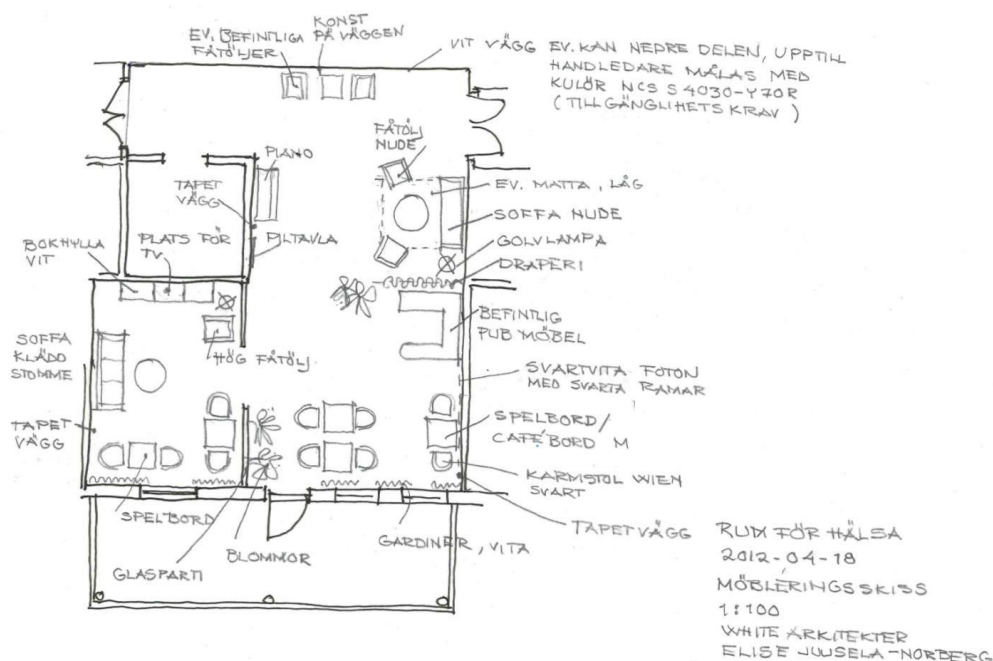 EV. BEFINTLIGA
FÅTÖLJER
KONST
PÅ VÄGGEN
VIT VÄGG EV. KAN NEDRE DELEN, UPPTILL
HANDLEDARE MÅLAS MED
KULÖR NCS S 4030-Y70R
(TILLGÄNGLIHETS KRAV)
FÅTÖLJ
NUDE
PIANO
TAPET
VÄGG
EV. MATTA, LÅG
SOFFA NUDE
BOKHYLLA
VIT
PLATS FÖR
TV
PILTAVLA
GOLVLAMPA
DRAPERI
BEFINTLIG
PUB MÖBEL
SOFFA
KLÄDD
STOMME
HÖG FÅTÖLJ
SVARTVITA FOTON
MED SVARTA RAMAR
TAPET
VÄGG
SPELBORD/
CAFÉBORD M
KARMSTOL WIEN
SVART
SPELBORD
BLOMMOR
GARDINER, VITA
TAPETVÄGG
GLASPARTI
RUM FÖR HÄLSA
2012-04-18
MÖBLERINGSSKISS
1:100
WHITE ARKITEKTER
ELISE JUUSELA-NORBERG